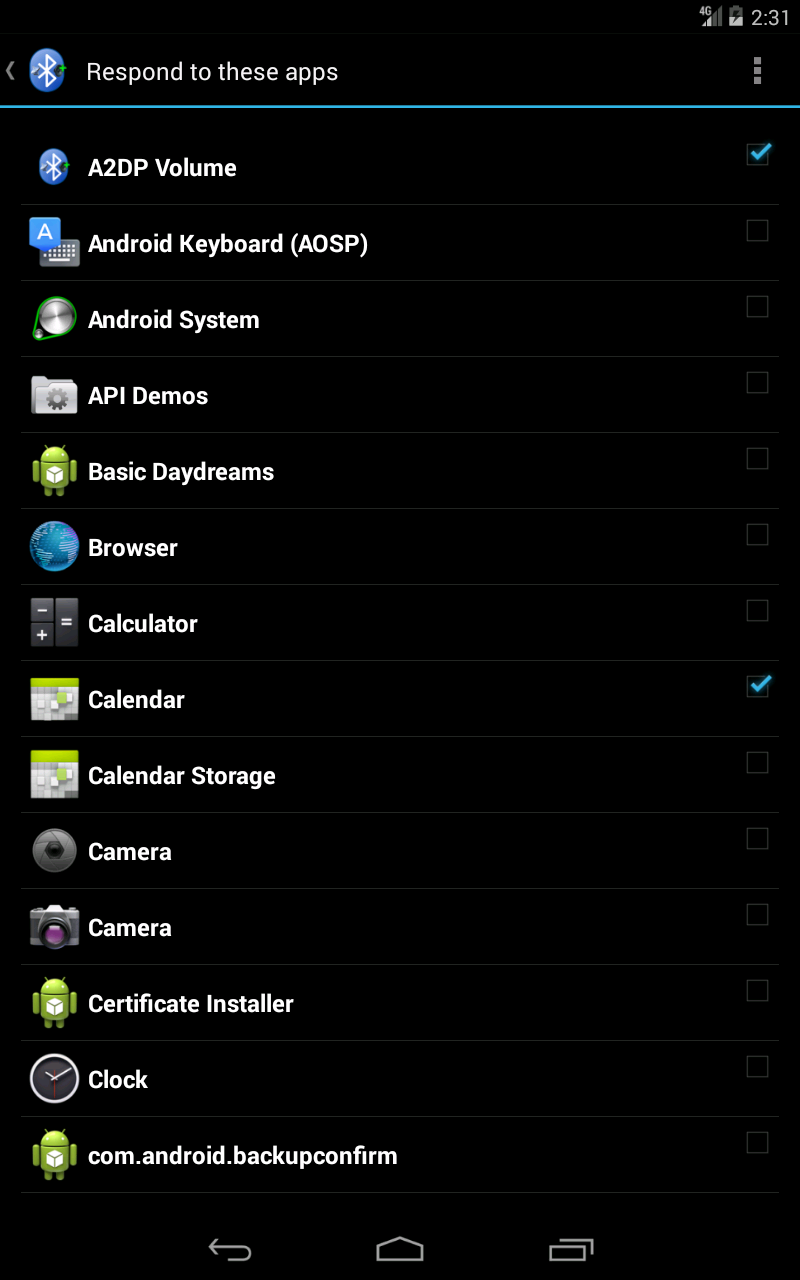 4G 2:31
Respond to these apps
A2DP Volume
A
Android Keyboard (AOSP)
Android System
API Demos
Basic Daydreams
Browser
Calculator
Calendar
Calendar Storage
Camera
Camera
Certificate Installer
Clock
com.android.backupconfirm